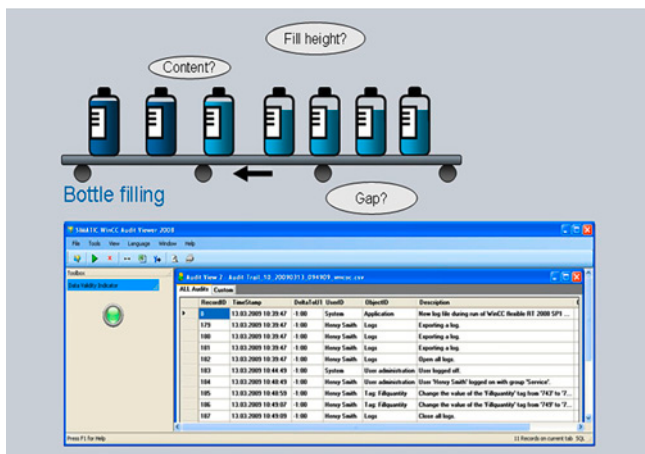 Fill height?
Content?
Bottle filling
Gap?
SIMATIC WinCC Audit Viewer 2008
File Tools View Language Window Help
Toolbox
Data Validity Indicator
Audit View 2 : Audit Trail_10_20090313_094909_vmcsc.csv
ALL Audits Custom
RecordID TimeStamp DeltaToUT UserID ObjectID Description
0 13.03.2009 10:39:47 -1:00 System Application New log file during run of WinCC flexible RT 2008 SP1 ...
179 13.03.2009 10:39:47 -1:00 Henry Smith Logs Exporting a log.
180 13.03.2009 10:39:47 -1:00 Henry Smith Logs Exporting a log.
181 13.03.2009 10:39:47 -1:00 Henry Smith Logs Exporting a log.
182 13.03.2009 10:39:47 -1:00 Henry Smith Logs Open all logs.
183 13.03.2009 10:44:49 -1:00 System User administration User logged off.
184 13.03.2009 10:48:49 -1:00 Henry Smith User administration User 'Henry Smith' logged on with group 'Service'.
185 13.03.2009 10:48:59 -1:00 Henry Smith Tag: Fillquantity Change the value of the 'Fillquantity' tag from '743' to '7...
186 13.03.2009 10:49:07 -1:00 Henry Smith Tag: Fillquantity Change the value of the 'Fillquantity' tag from '749' to '7...
187 13.03.2009 10:49:09 -1:00 Henry Smith Logs Close all logs.
Press F1 for Help 11 Records on current tab SQL